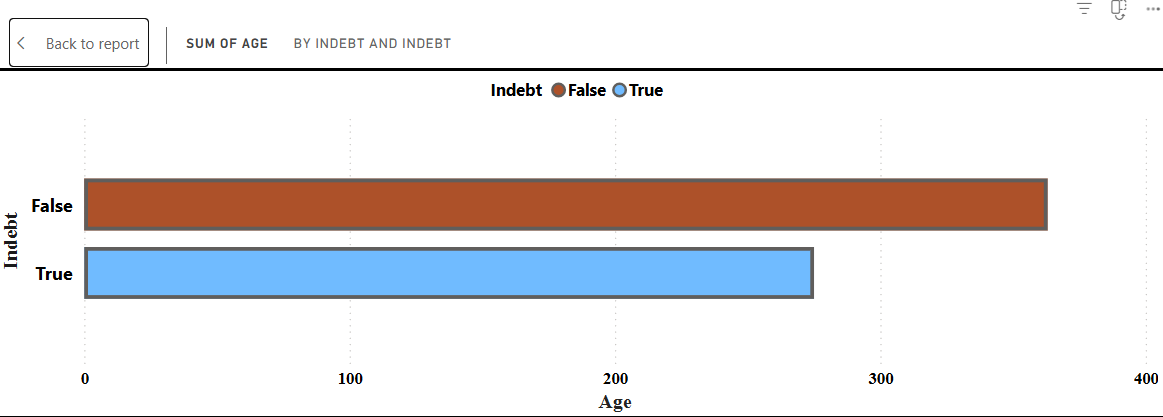 Back to report
SUM OF AGE BY INDEBT AND INDEBT
Indebt False True
Indebt
False
True
0 100 200 300 400
Age